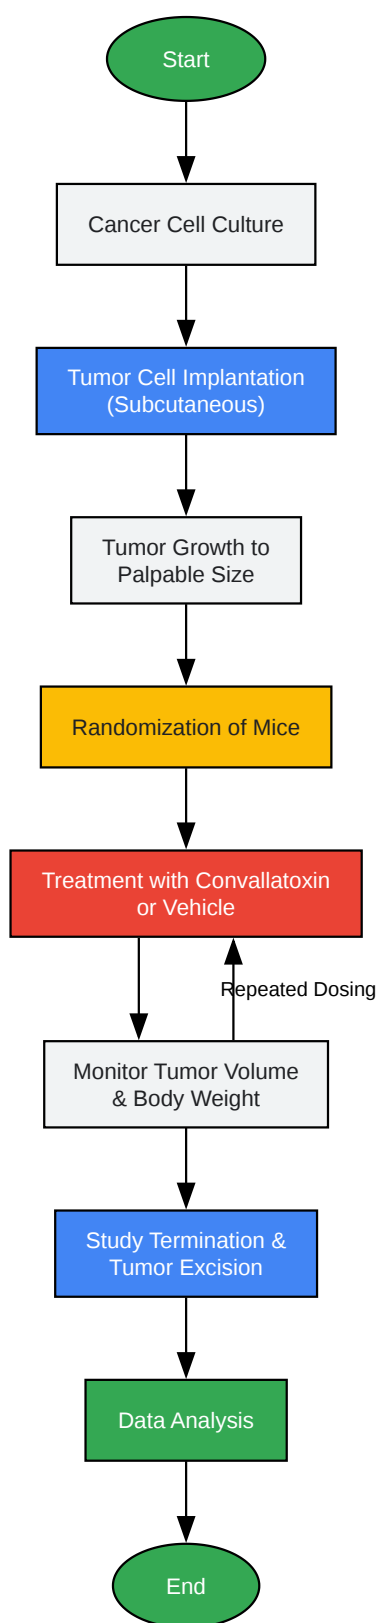 Start
Cancer Cell Culture
Tumor Cell Implantation
(Subcutaneous)
Tumor Growth to
Palpable Size
Randomization of Mice
Treatment with Convallatoxin
or Vehicle
Repeated Dosing
Monitor Tumor Volume
& Body Weight
Study Termination &
Tumor Excision
Data Analysis
End